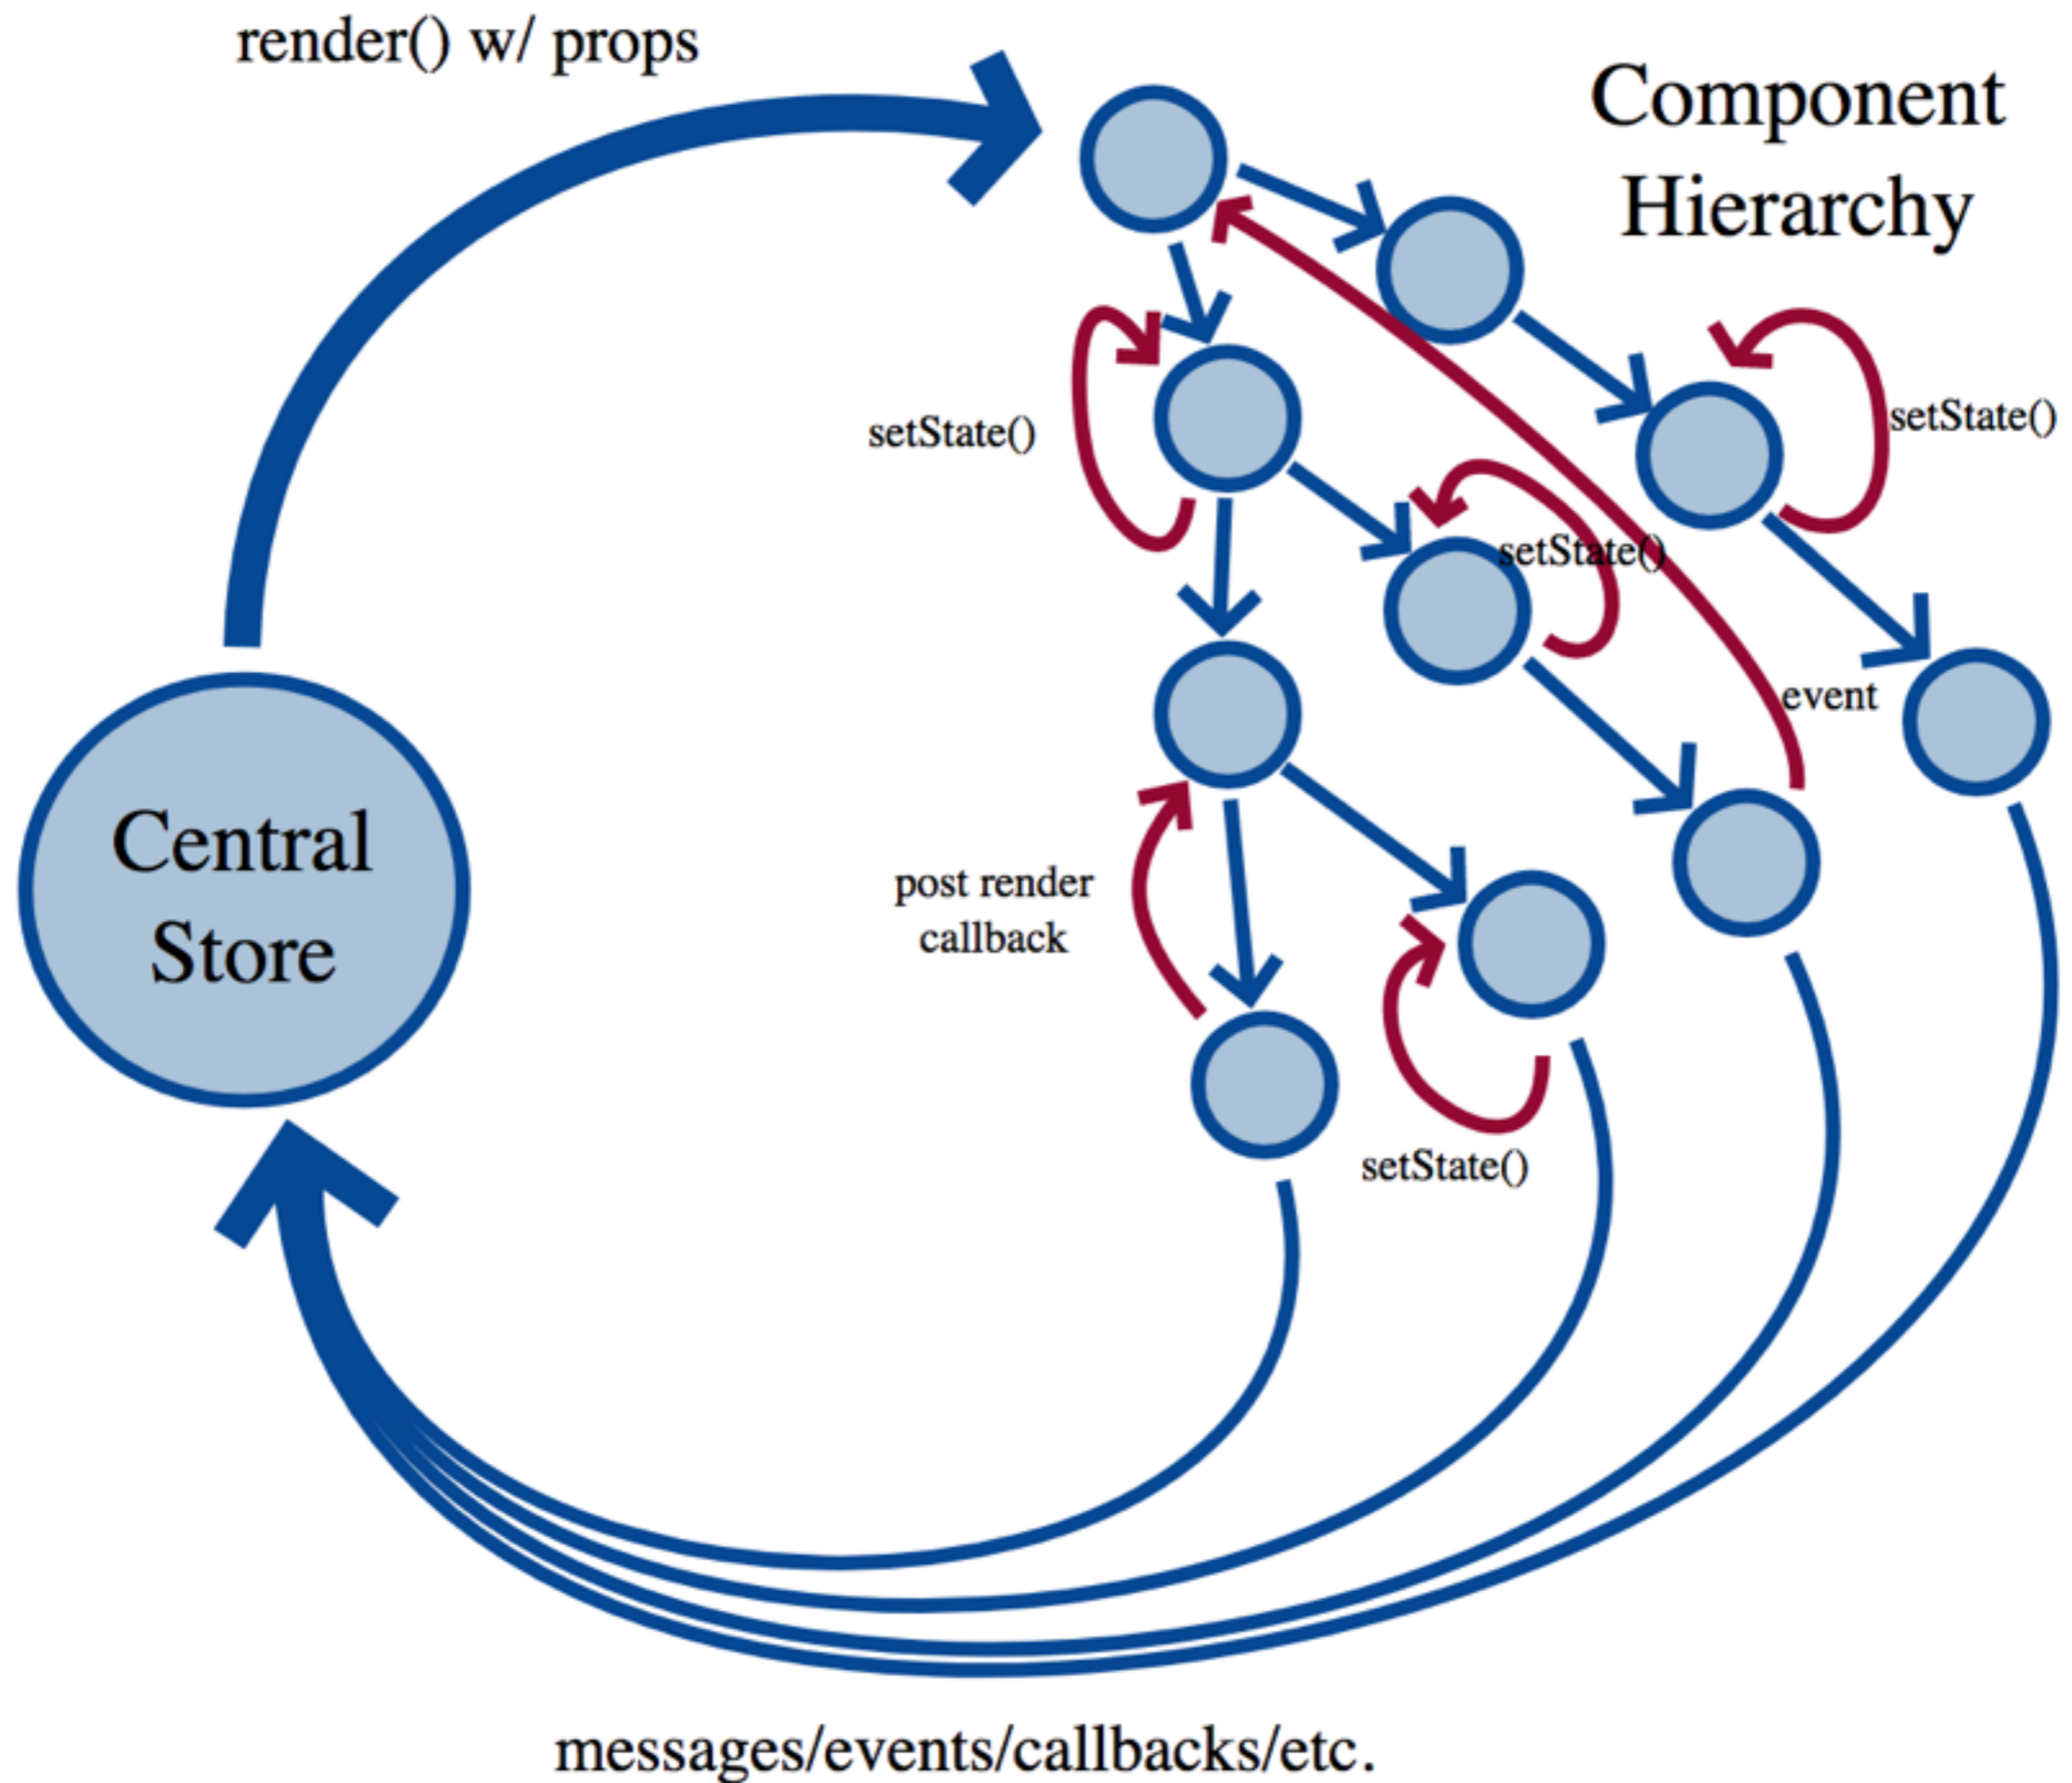 render() w/ props
Component
Hierarchy
setState()
setState()
setState()
event
Central
Store
post render
callback
setState()
messages/events/callbacks/etc.